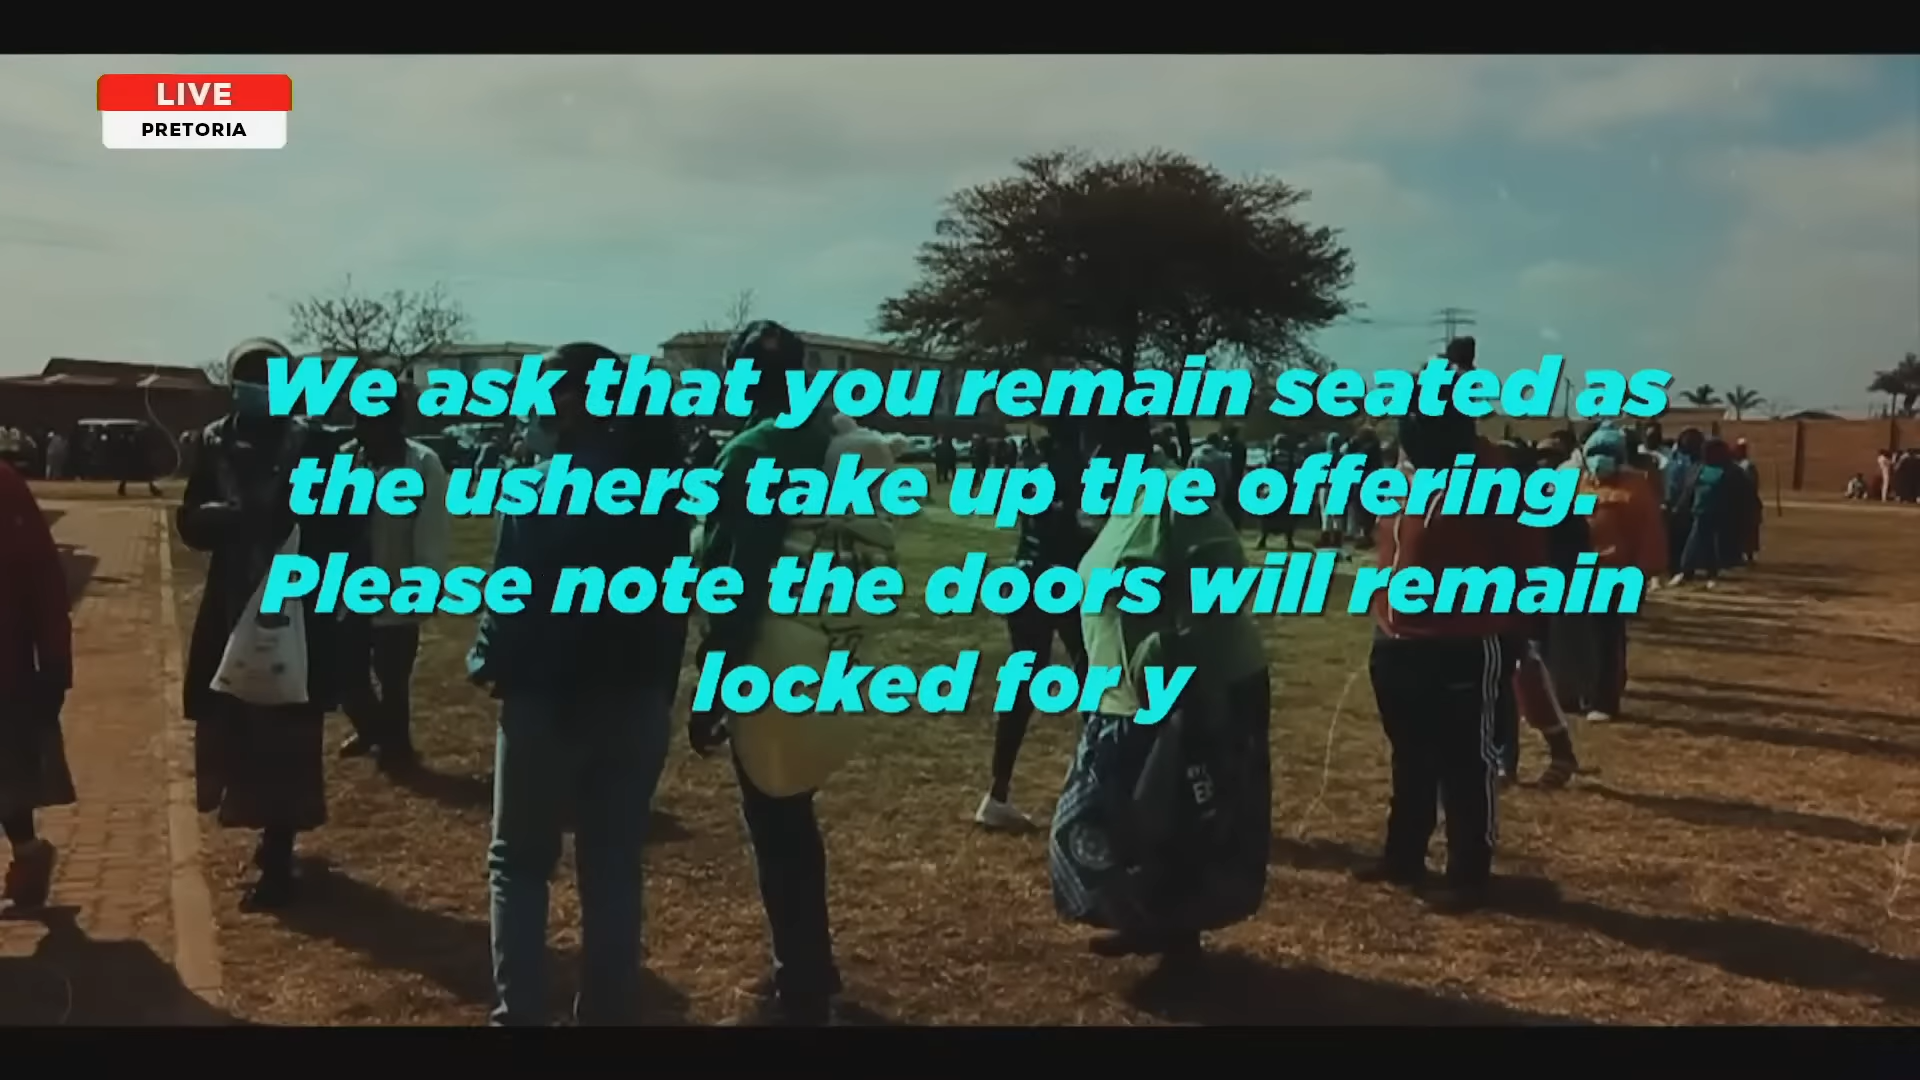 LIVE
PRETORIA
We ask that you remain seated as
the ushers take up the offering.
Please note the doors will remain
locked for y